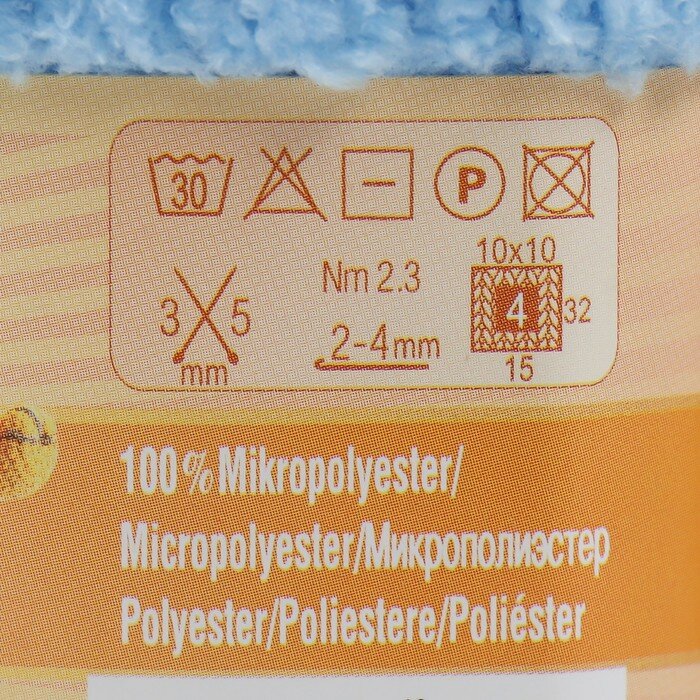 30 P
10x10
3 5 Nm 2.3 4 32
mm 2-4mm 15
100% Mikropolyester/
Micropolyester/Микрополиэстер
Polyester/Poliestere/Poliéster